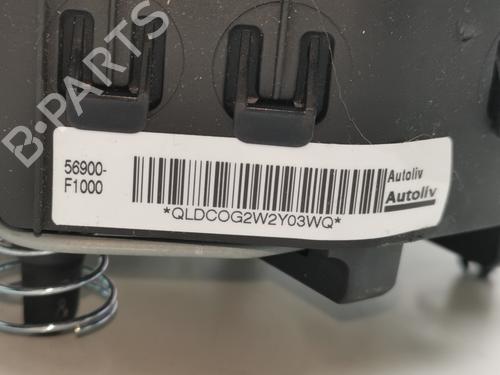 B-PARTS
56900-
F1000
*QLDCOG2W2Y03WQ*
Autoliv
Autoliv